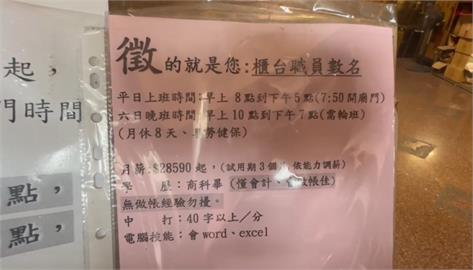 起，
門時間
點，
點，
徵的就是您:櫃台職員數名
平日上班時間:早上 8點到下午5點(7:50開廟門)
六日晚班時間:早上 10點到下午7點(需輪班)
(月休 8天、享勞健保)
月薪:$28590 起，(試用期3個 依能力調薪)
學 歷:商科畢 (懂會計、 做帳佳)
無做帳經驗勿擾。
中 打:40 字以上／分
電腦技能：會 word、excel